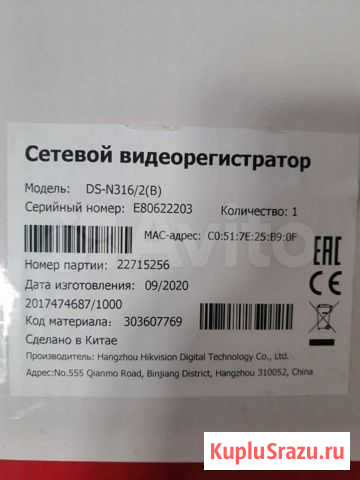 Сетевой видеорегистратор
Модель: DS-N316/2(B)
Серийный номер: E80622203 Количество: 1
MAC-адрес: C0:51:7E:25:B9:0F
Номер партии: 22715256
Дата изготовления: 09/2020
2017474687/1000
Код материала: 303607769
Сделано в Китае
Производитель: Hangzhou Hikvision Digital Technology Co., Ltd.
Адрес:No.555 Qianmo Road, Binjiang District, Hangzhou 310052, China
EAC
CE
Avito
KupluSrazu.ru